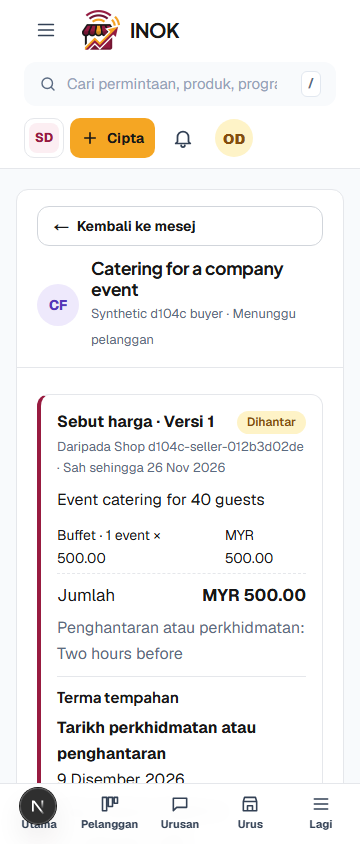 INOK
Cari permintaan, produk, progra
/
SD
+ Cipta
OD
← Kembali ke mesej
Catering for a company
event
CF
Synthetic d104c buyer · Menunggu
pelanggan
Sebut harga · Versi 1
Dihantar
Daripada Shop d104c-seller-012b3d02de
· Sah sehingga 26 Nov 2026
Event catering for 40 guests
Buffet · 1 event × MYR
500.00 500.00
Jumlah MYR 500.00
Penghantaran atau perkhidmatan:
Two hours before
Terma tempahan
Tarikh perkhidmatan atau
penghantaran
9 Disember 2026
N
Utama Pelanggan Urusan Urus Lagi